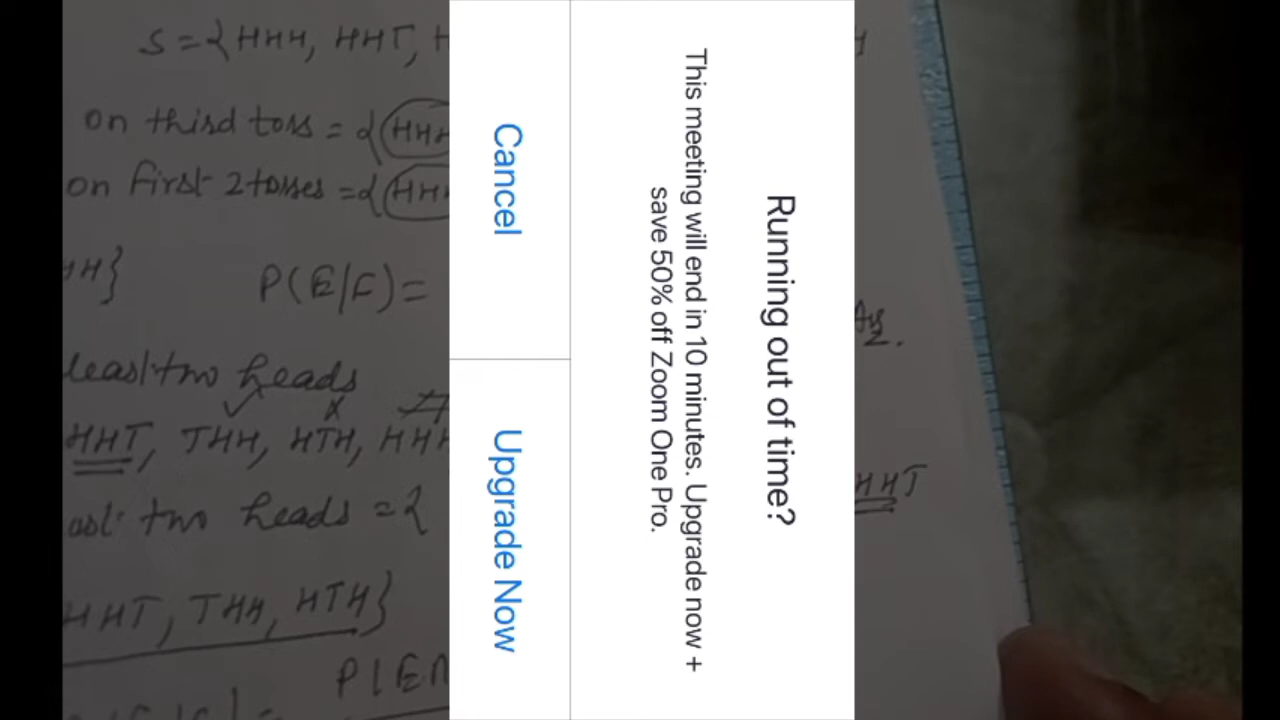 S = {HHH, HHT, H
on third toss = {HHH
on first 2 tosses = {HHH
HH}
P(E/F) =
least two heads
HHT, THH, HTH, HHH
two heads = {
HHT, THH, HTH}
P(E∩
HHT
Running out of time?
This meeting will end in 10 minutes. Upgrade now +
save 50% off Zoom One Pro.
Cancel
Upgrade Now